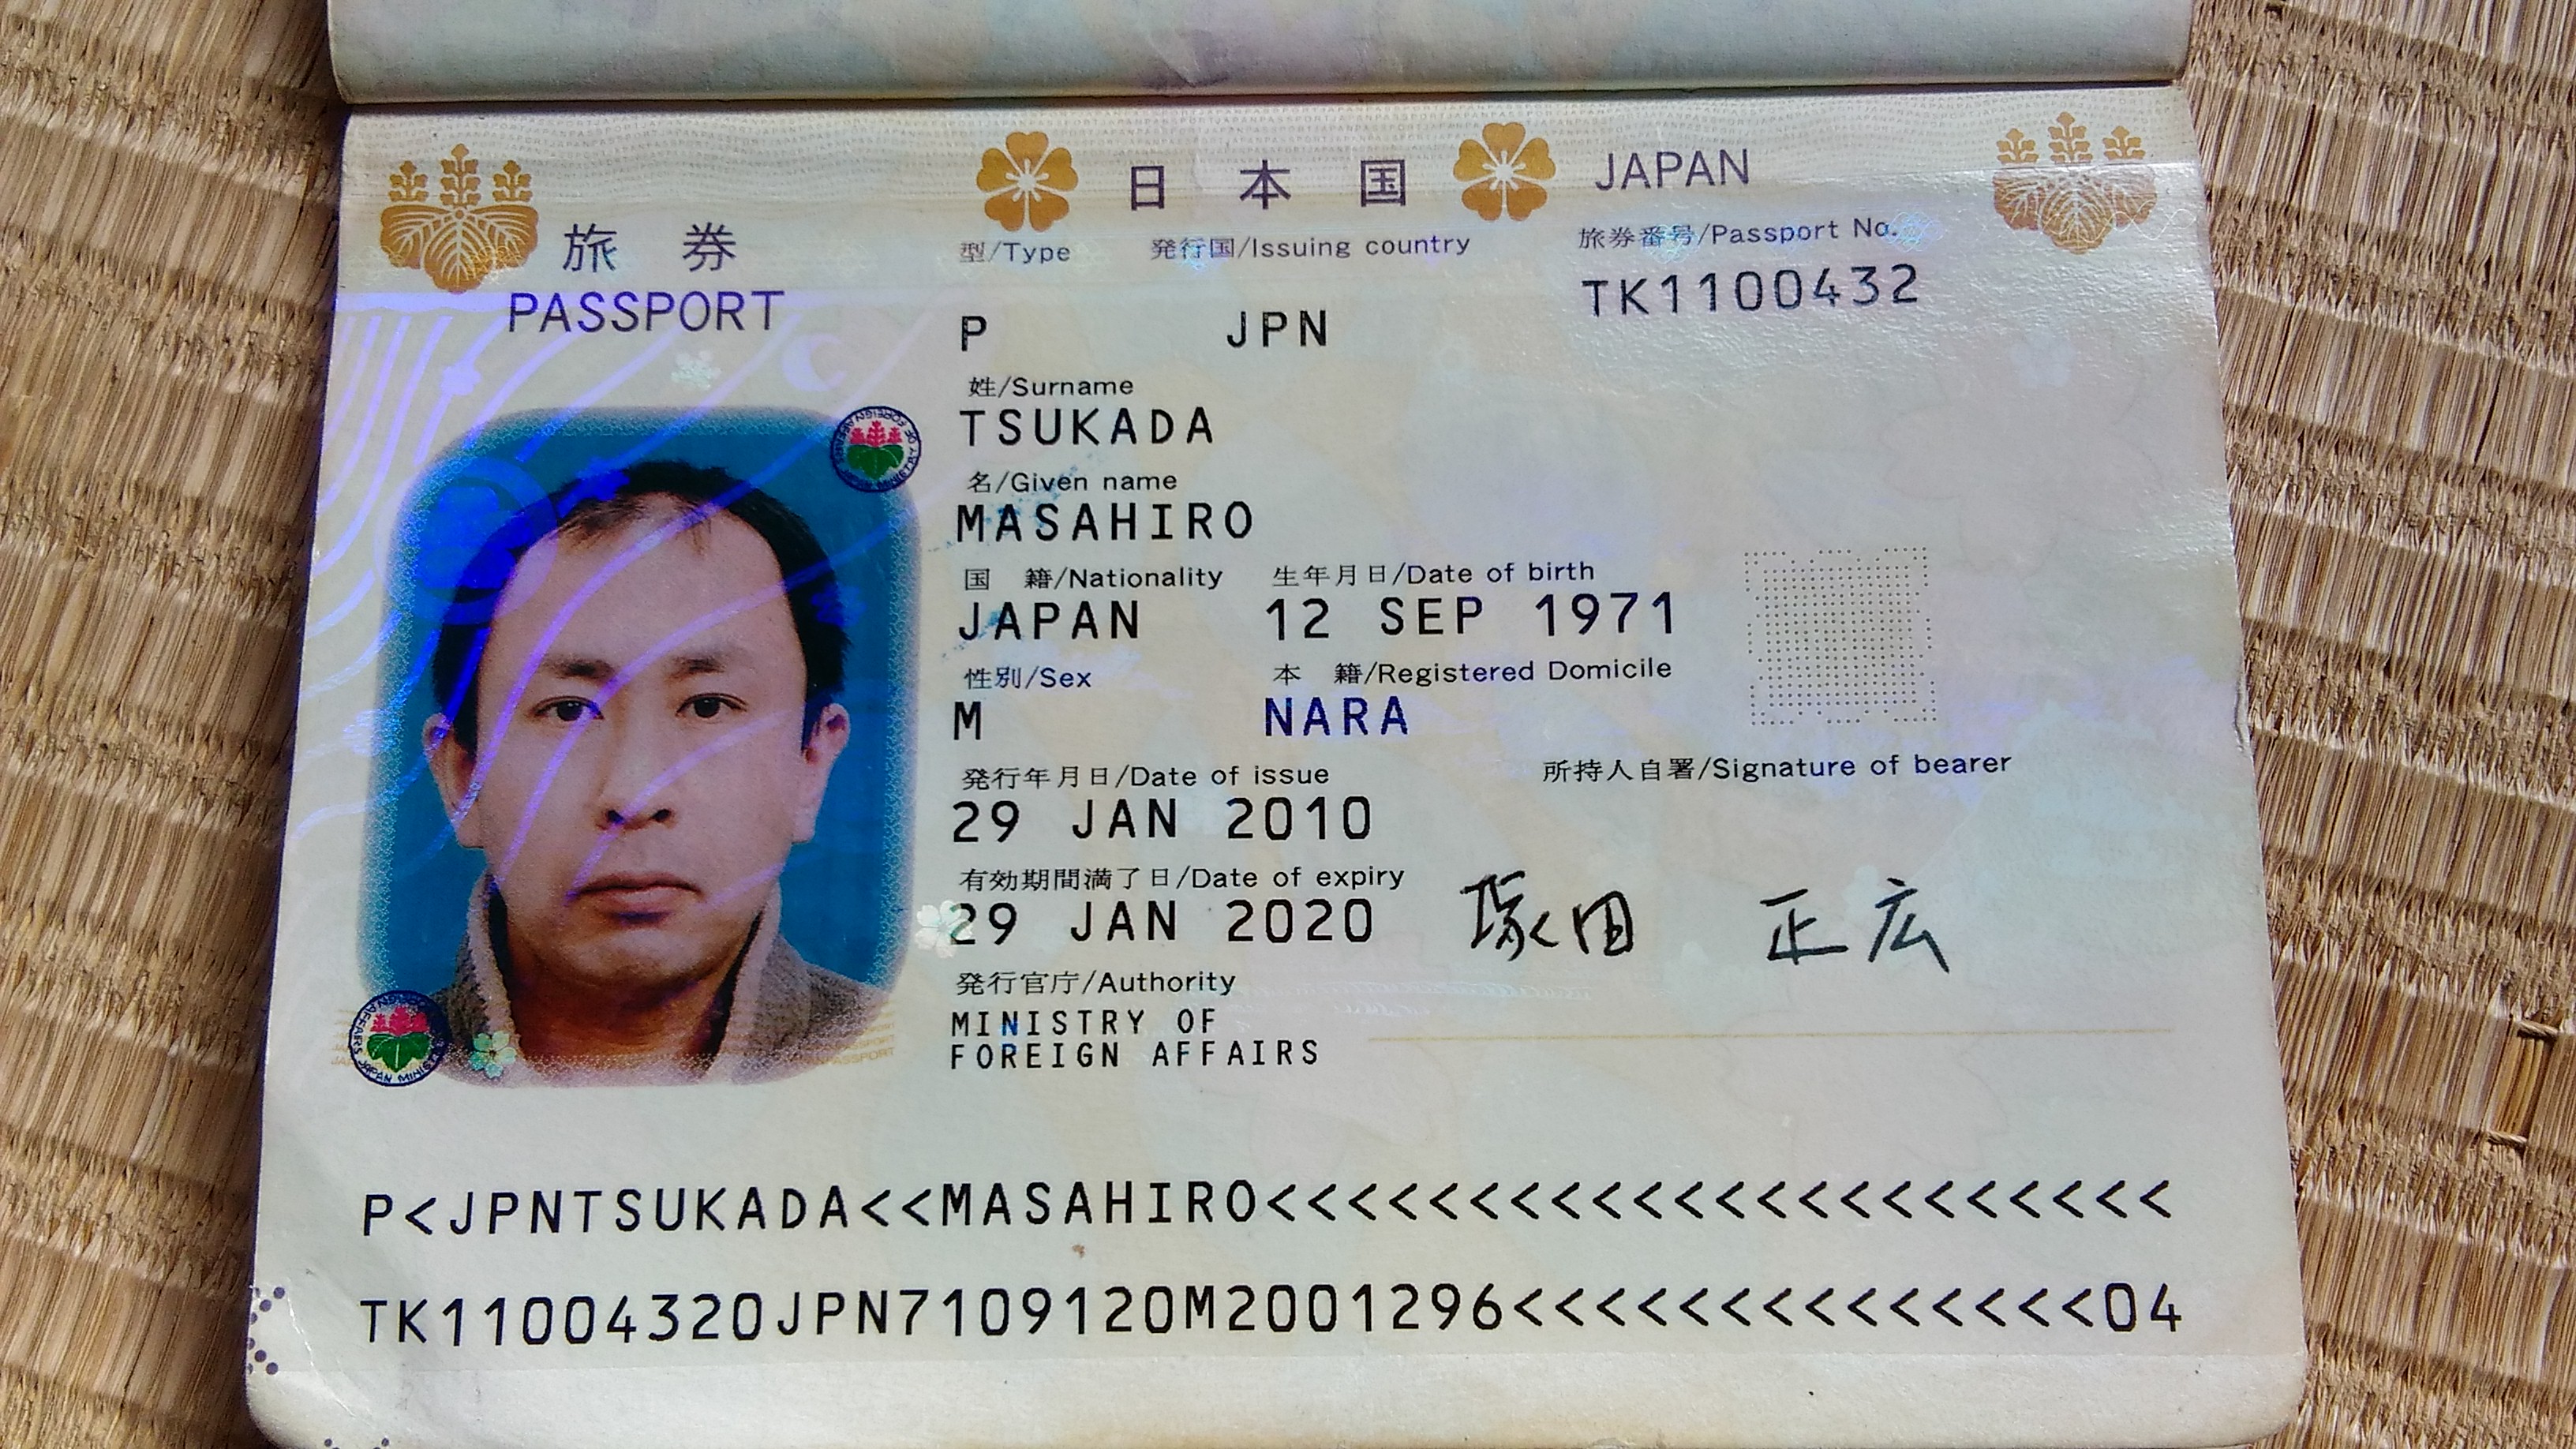 日本国 JAPAN
旅券
PASSPORT
型/Type 発行国/Issuing country 旅券番号/Passport No.
P JPN TK1100432
姓/Surname
TSUKADA
名/Given name
MASAHIRO
国 籍/Nationality 生年月日/Date of birth
JAPAN 12 SEP 1971
性別/Sex 本 籍/Registered Domicile
M NARA
発行年月日/Date of issue 所持人自署/Signature of bearer
29 JAN 2010
有効期間満了日/Date of expiry
29 JAN 2020 塚田 正広
発行官庁/Authority
MINISTRY OF
FOREIGN AFFAIRS
P<JPNTSUKADA<<MASAHIRO<<<<<<<<<<<<<<<<<<<<<<
TK11004320JPN7109120M2001296<<<<<<<<<<<<<<04